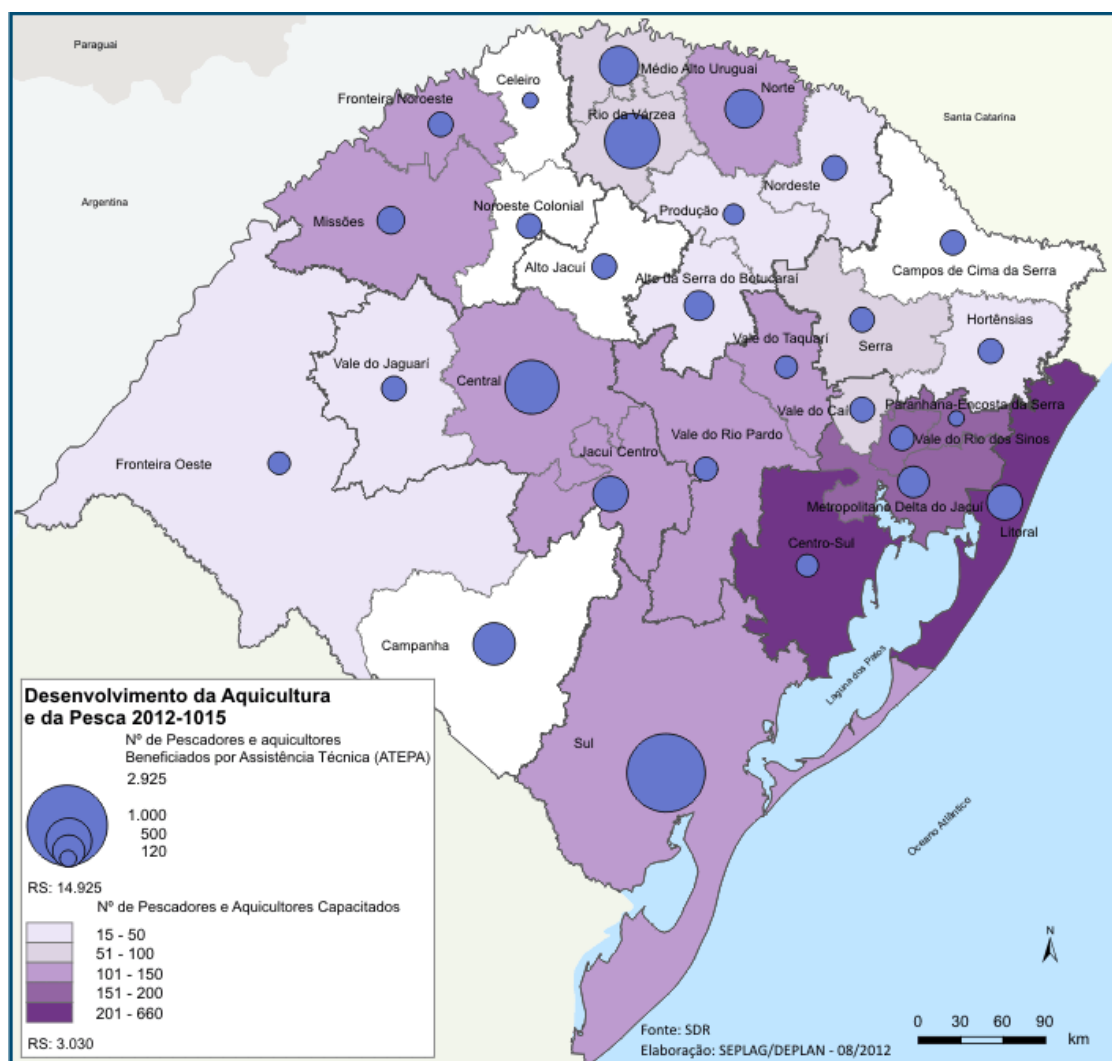 Paraguai
Celeiro
Médio Alto Uruguai
Fronteira Noroeste
Norte
Rio da Várzea
Santa Catarina
Nordeste
Argentina
Noroeste Colonial
Produção
Missões
Alto Jacuí
Campos de Cima da Serra
Alto da Serra do Botucaraí
Hortênsias
Vale do Taquarí
Serra
Vale do Jaguarí
Central
Vale do Caí
Paranhana-Encosta da Serra
Vale do Rio Pardo
Vale do Rio dos Sinos
Jacuí Centro
Fronteira Oeste
Metropolitano Delta do Jacuí
Litoral
Centro-Sul
Campanha
Laguna dos Patos
Sul
Oceano Atlântico
Desenvolvimento da Aquicultura
e da Pesca 2012-1015
Nº de Pescadores e aquicultores
Beneficiados por Assistência Técnica (ATEPA)
2.925
1.000
500
120
RS: 14.925
Nº de Pescadores e Aquicultores Capacitados
15 - 50
51 - 100
101 - 150
151 - 200
201 - 660
RS: 3.030
N
0 30 60 90
km
Fonte: SDR
Elaboração: SEPLAG/DEPLAN - 08/2012